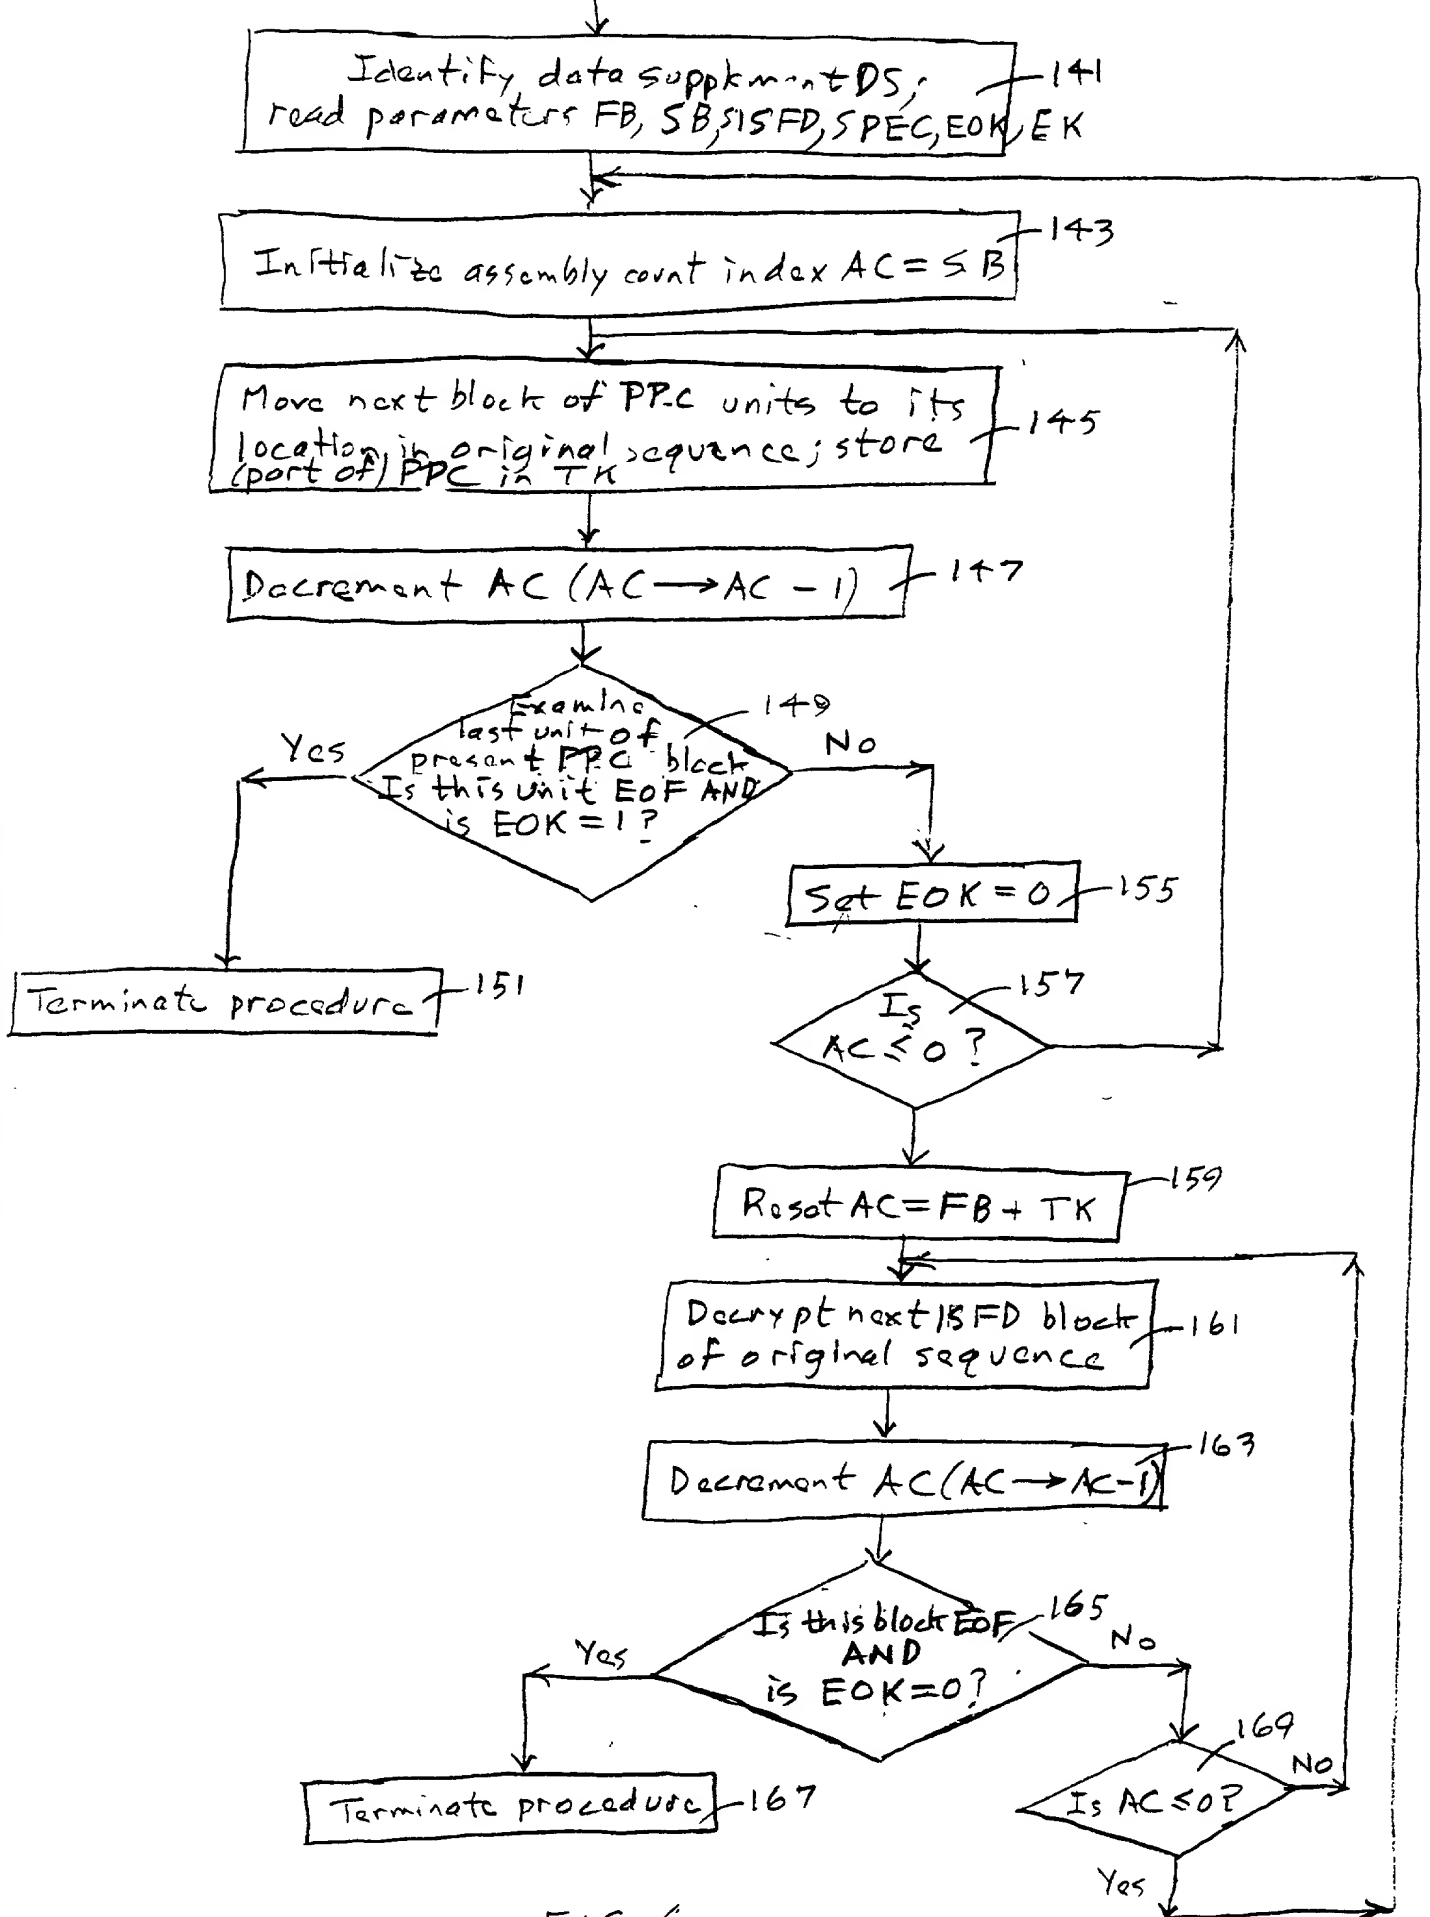 Identify data supplement DS;
read parameters FB, SB, SISFD, SPEC, EOK, EK
141
Initialize assembly count index AC = SB
143
Move next block of PPC units to its
location in original sequence; store
(part of) PPC in TK
145
Decrement AC (AC → AC - 1)
147
Examine
last unit of
present PPC block
Is this unit EOF AND
is EOK = 1?
149
Yes
No
Terminate procedure
151
Set EOK = 0
155
Is
AC ≤ 0?
157
Reset AC = FB + TK
159
Decrypt next ISFD block
of original sequence
161
Decrement AC (AC → AC-1)
163
Is this block EOF
AND
is EOK=0?
165
Yes
No
Terminate procedure
167
Is AC ≤ 0?
169
No
Yes